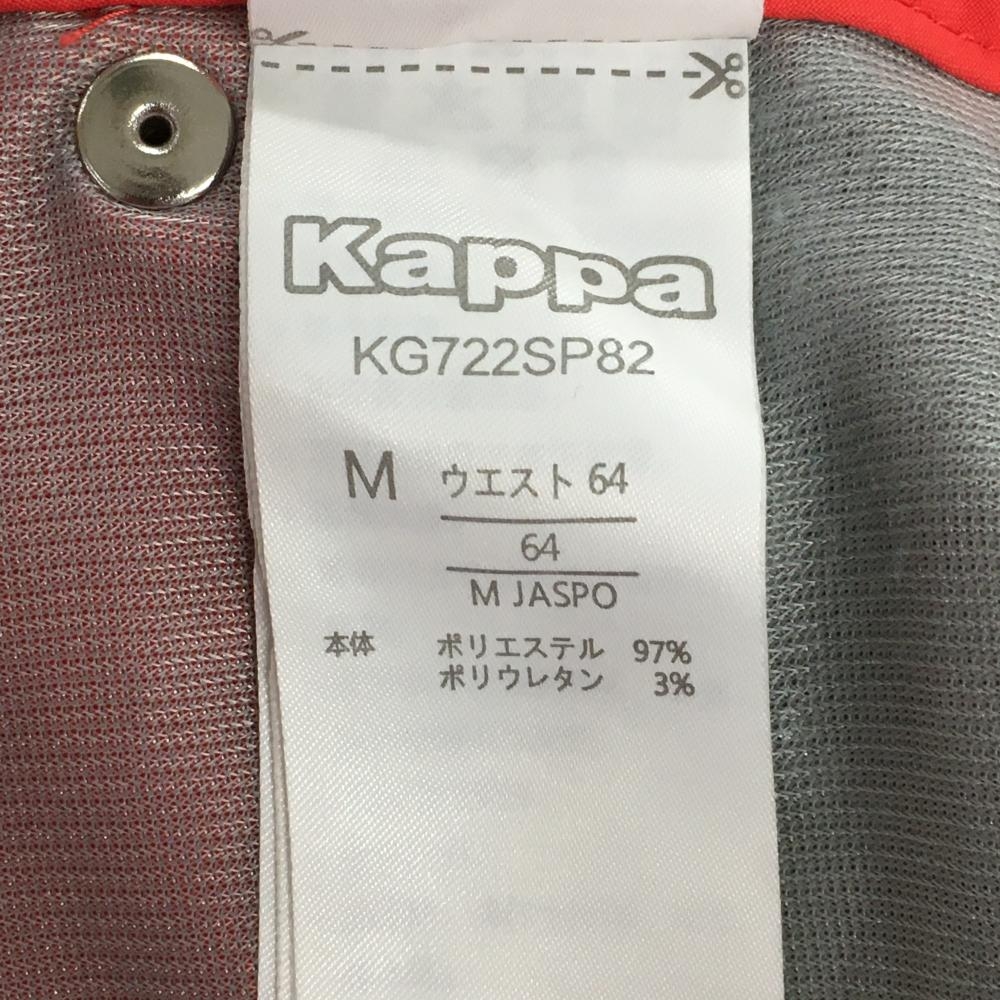 Kappa
KG722SP82
M ウエスト 64
64
M JASPO
本体 ポリエステル 97%
ポリウレタン 3%